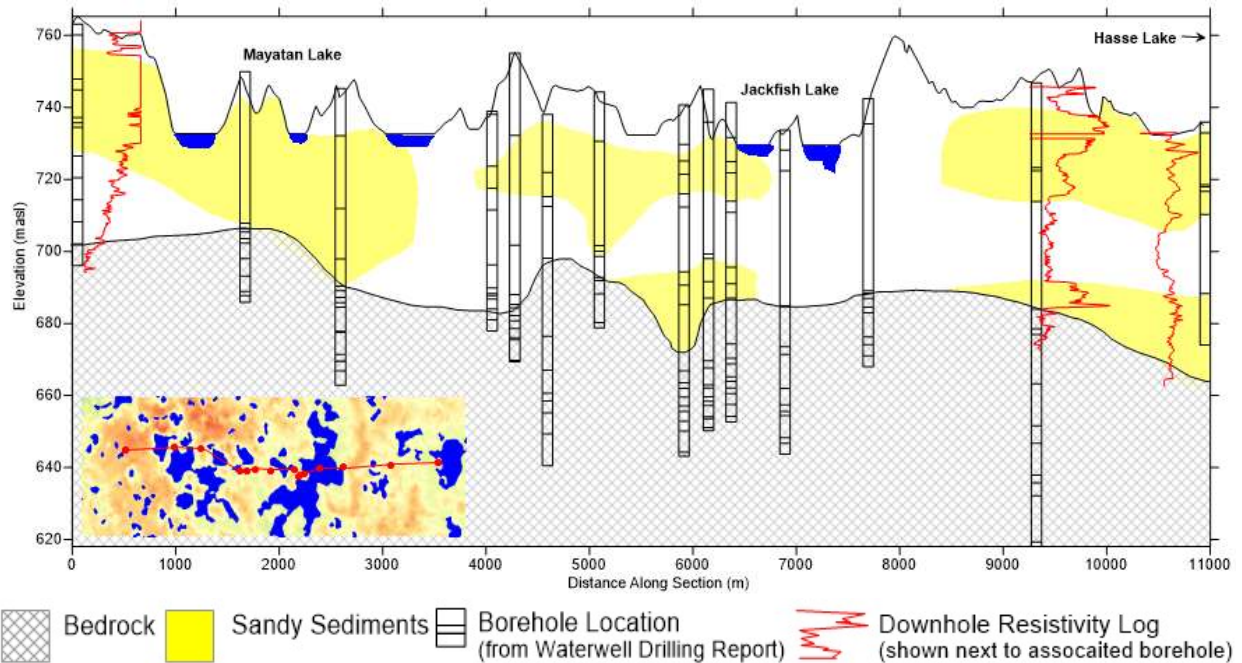 760
740
720
700
680
660
640
620
Elevation (masl)
Mayatan Lake
Jackfish Lake
Hasse Lake
0
1000
2000
3000
4000
5000
6000
7000
8000
9000
10000
11000
Distance Along Section (m)
Bedrock
Sandy Sediments
Borehole Location
(from Waterwell Drilling Report)
Downhole Resistivity Log
(shown next to assocaited borehole)